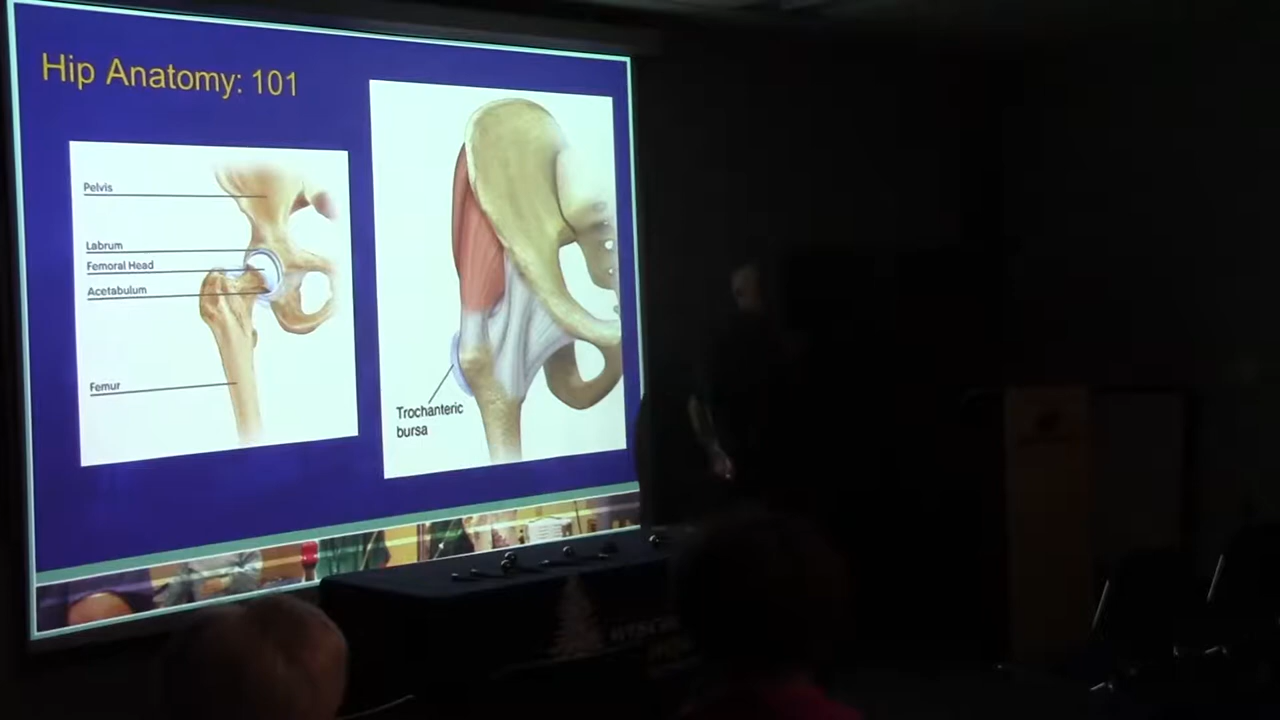 Hip Anatomy: 101
Pelvis
Labrum
Femoral Head
Acetabulum
Femur
Trochanteric
bursa